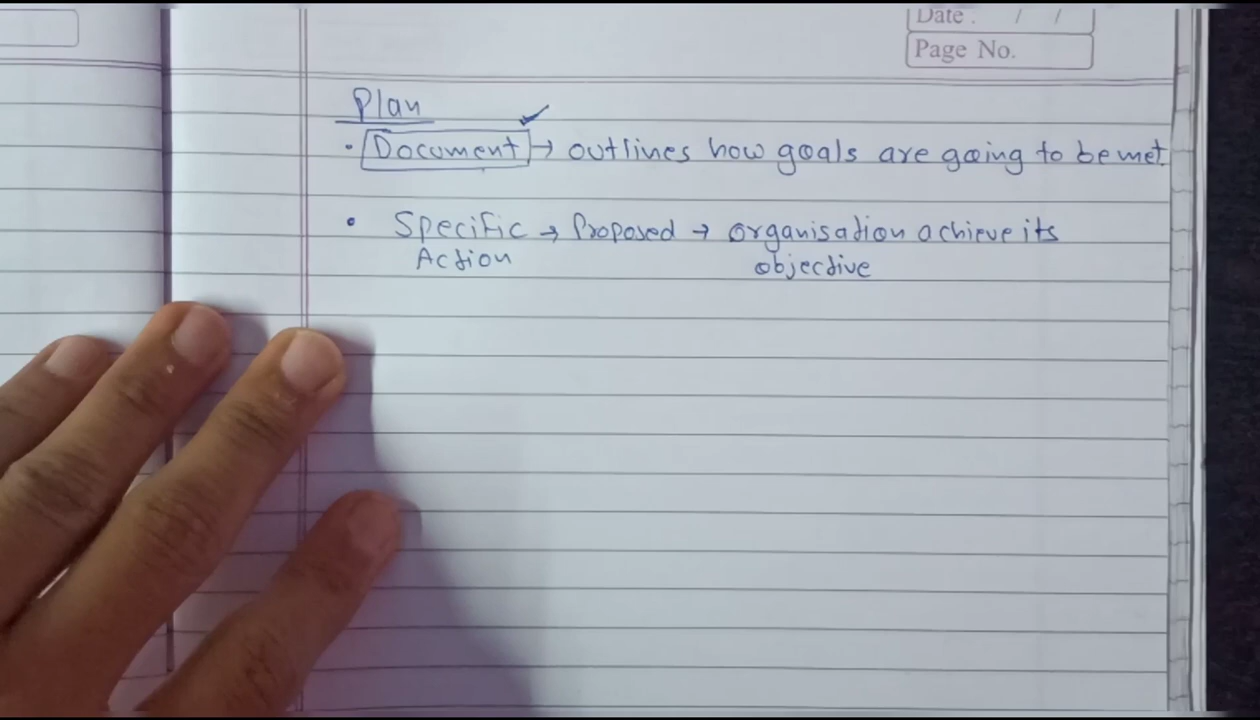 Date : / /
Page No.
Plan
• Document → outlines how goals are going to be met
• Specific → Proposed → organisation achieve its
Action objective